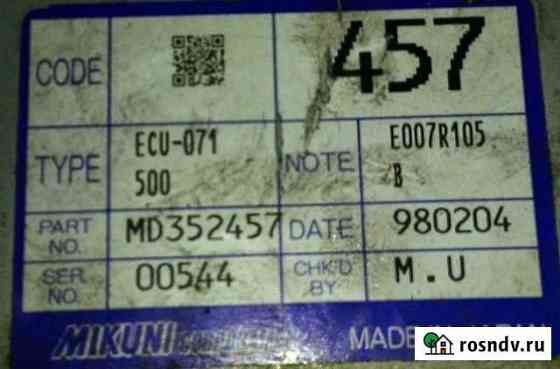 CODE 457
TYPE ECU-071 500 NOTE E007R105 B
PART NO. MD352457 DATE 980204
SER. NO. 00544 CHK'D BY M.U
MIKUNI MADE
rosndv.ru